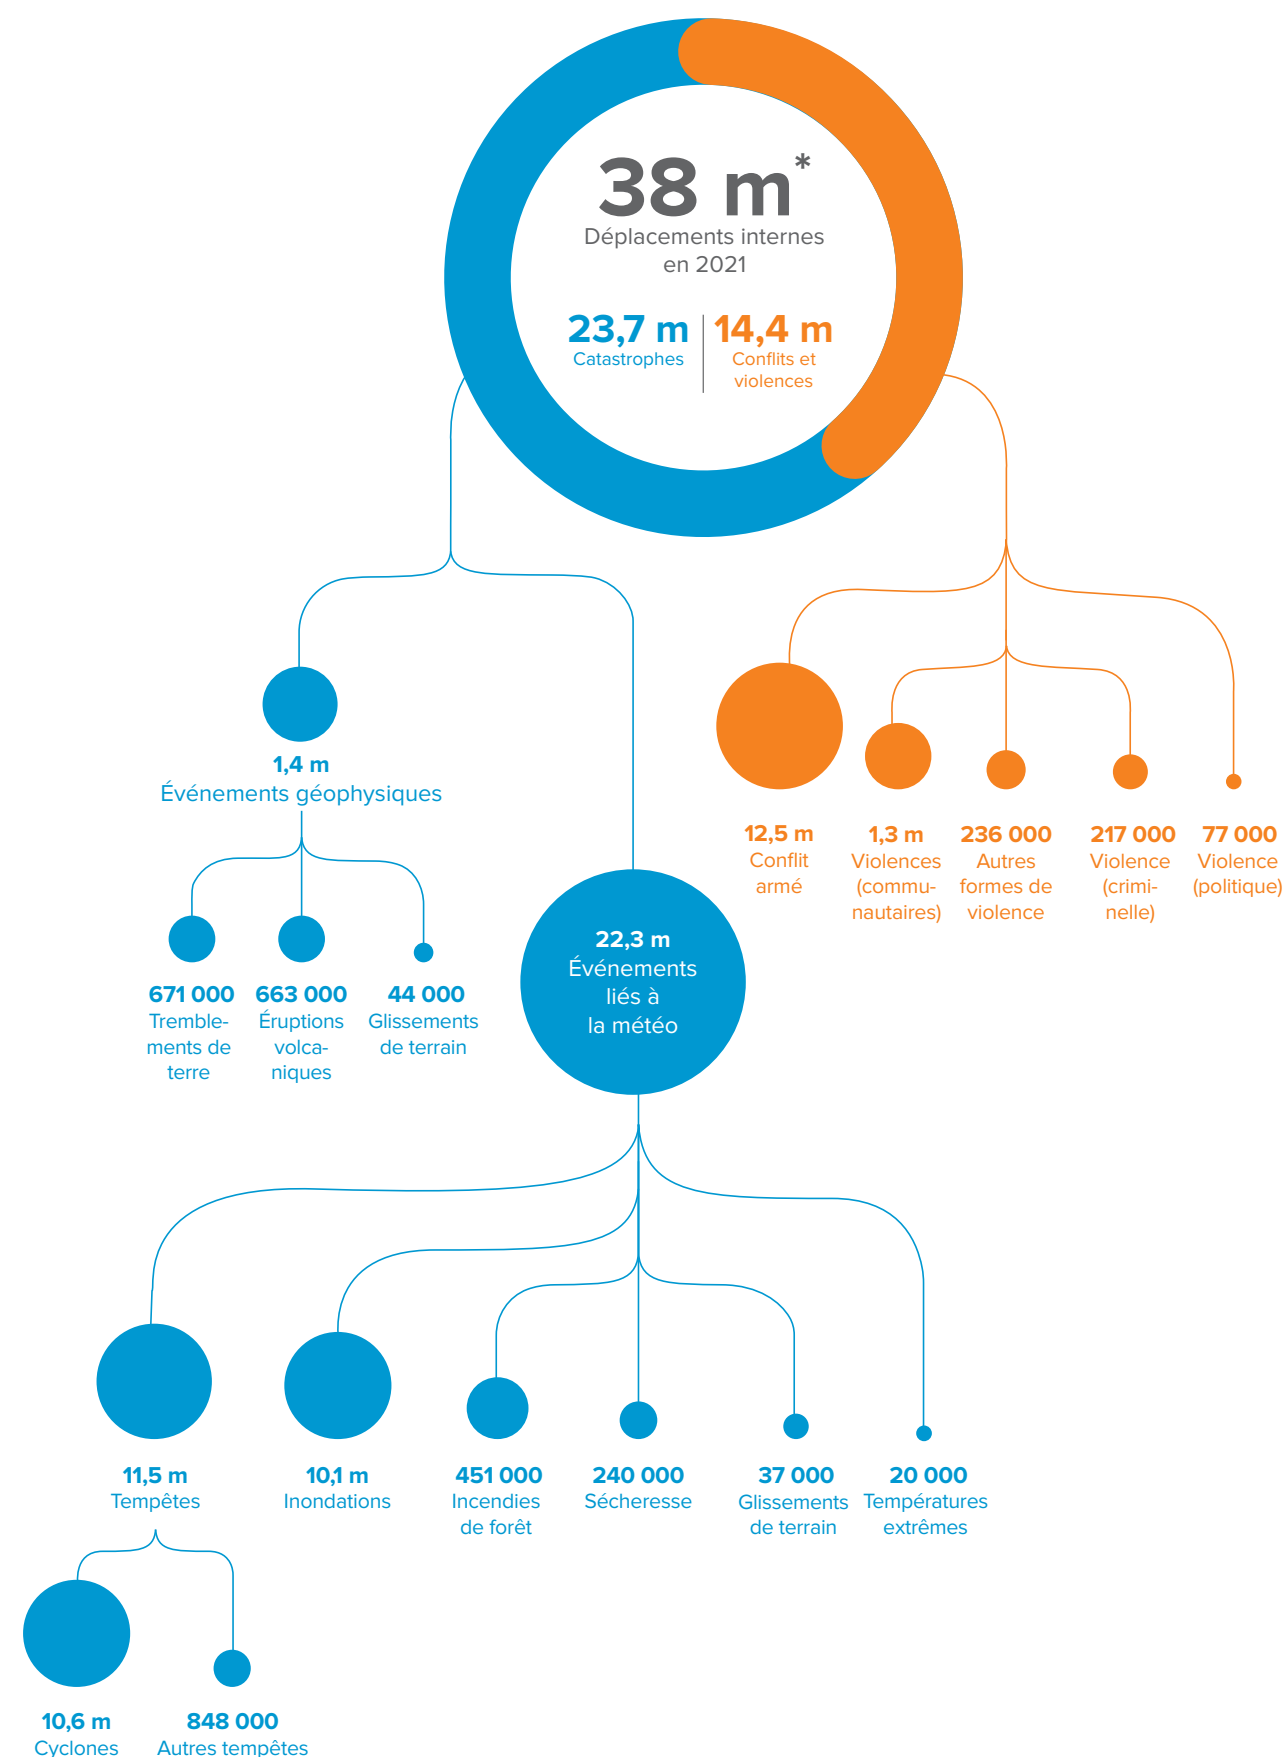 38 m*
Déplacements internes
en 2021
23,7 m
Catastrophes
14,4 m
Conflits et
violences
1,4 m
Événements géophysiques
671 000
Tremble-
ments de
terre
663 000
Éruptions
volca-
niques
44 000
Glissements
de terrain
22,3 m
Événements
liés à
la météo
12,5 m
Conflit
armé
1,3 m
Violences
(commu-
nautaires)
236 000
Autres
formes de
violence
217 000
Violence
(crimi-
nelle)
77 000
Violence
(politique)
11,5 m
Tempêtes
10,1 m
Inondations
451 000
Incendies
de forêt
240 000
Sécheresse
37 000
Glissements
de terrain
20 000
Températures
extrêmes
10,6 m
Cyclones
848 000
Autres tempêtes